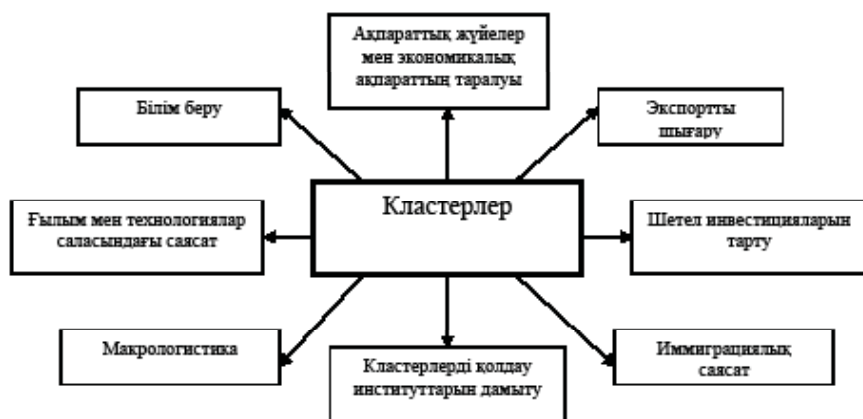 Ақпараттық жүйелер
мен экономикалық
ақпараттың таралуы
Білім беру
Экспортты
шығару
Кластерлер
Ғылым мен технологиялар
саласындағы саясат
Шетел инвестицияларын
тарту
Макрологистика
Кластерлерді қолдау
институттарын дамыту
Иммиграциялық
саясат